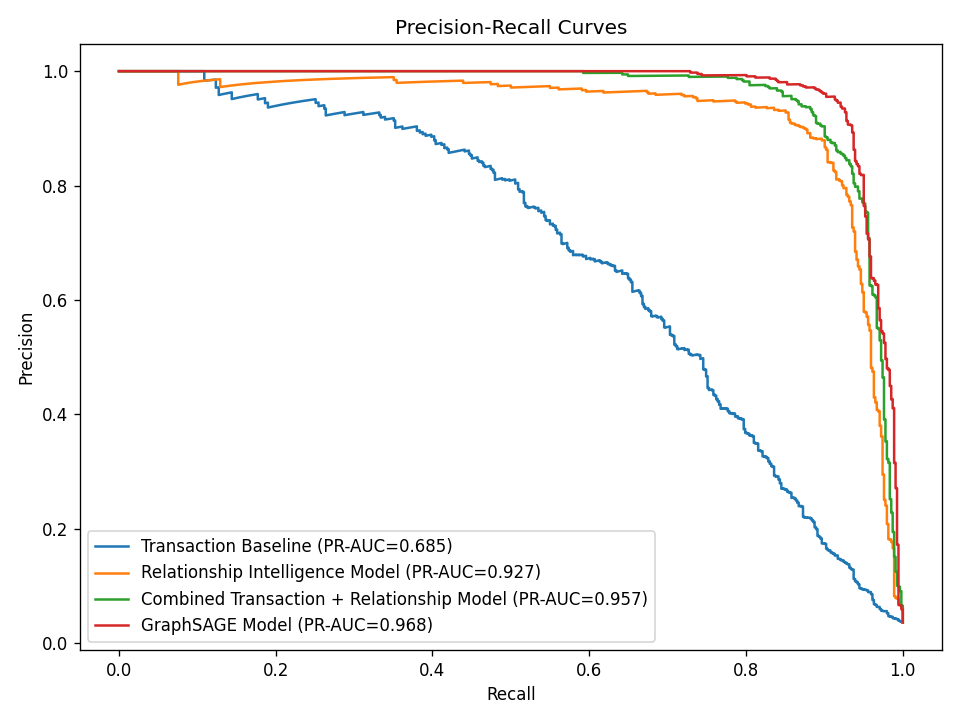 Precision-Recall Curves
1.0
0.8
0.6
0.4
0.2
0.0
Precision
Transaction Baseline (PR-AUC=0.685)
Relationship Intelligence Model (PR-AUC=0.927)
Combined Transaction + Relationship Model (PR-AUC=0.957)
GraphSAGE Model (PR-AUC=0.968)
0.0 0.2 0.4 0.6 0.8 1.0
Recall